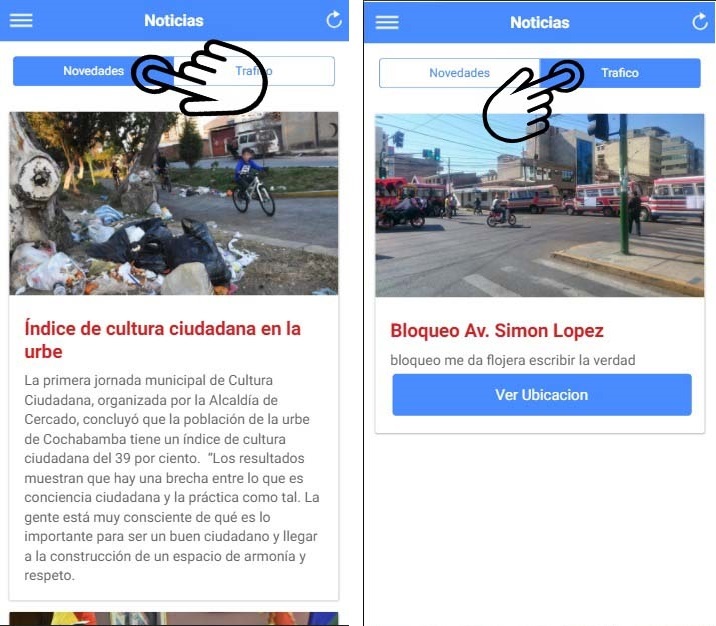 Noticias
Novedades
Trafico
Índice de cultura ciudadana en la
urbe
La primera jornada municipal de Cultura
Ciudadana, organizada por la Alcaldía de
Cercado, concluyó que la población de la urbe
de Cochabamba tiene un índice de cultura
ciudadana del 39 por ciento.  “Los resultados
muestran que hay una brecha entre lo que es
conciencia ciudadana y la práctica como tal. La
gente está muy consciente de qué es lo
importante para ser un buen ciudadano y llegar
a la construcción de un espacio de armonía y
respeto.
Noticias
Novedades
Trafico
Bloqueo Av. Simon Lopez
bloqueo me da flojera escribir la verdad
Ver Ubicacion